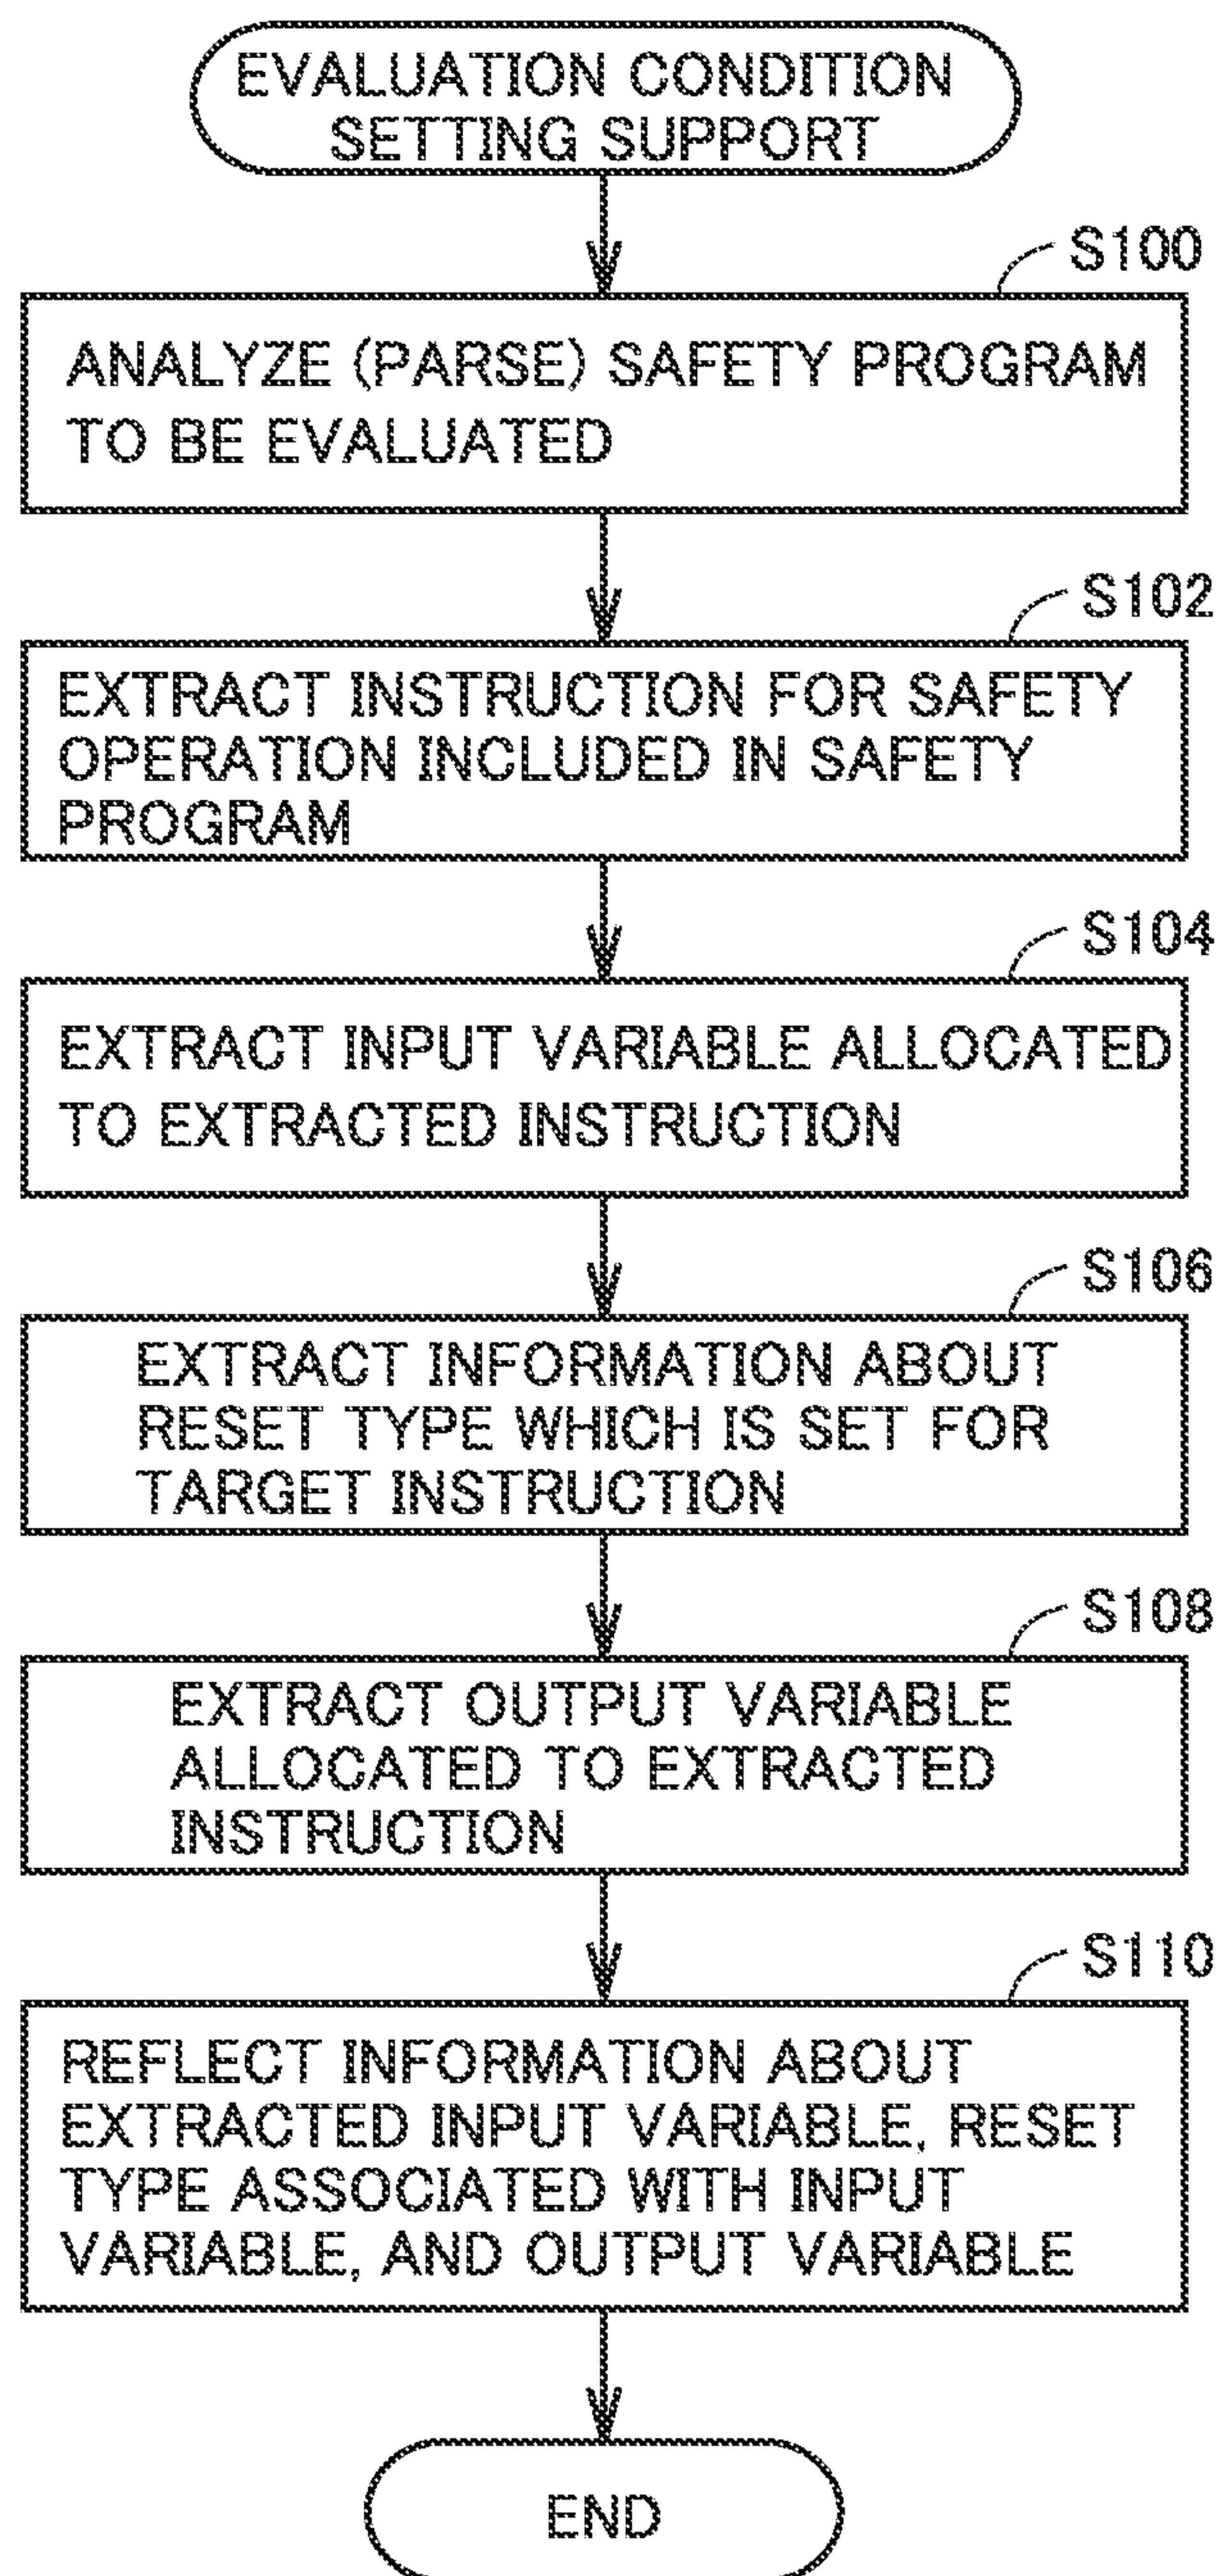 EVALUATION CONDITION
SETTING SUPPORT
S100
ANALYZE (PARSE) SAFETY PROGRAM
TO BE EVALUATED
S102
EXTRACT INSTRUCTION FOR SAFETY
OPERATION INCLUDED IN SAFETY
PROGRAM
S104
EXTRACT INPUT VARIABLE ALLOCATED
TO EXTRACTED INSTRUCTION
S106
EXTRACT INFORMATION ABOUT
RESET TYPE WHICH IS SET FOR
TARGET INSTRUCTION
S108
EXTRACT OUTPUT VARIABLE
ALLOCATED TO EXTRACTED
INSTRUCTION
S110
REFLECT INFORMATION ABOUT
EXTRACTED INPUT VARIABLE, RESET
TYPE ASSOCIATED WITH INPUT
VARIABLE, AND OUTPUT VARIABLE
END